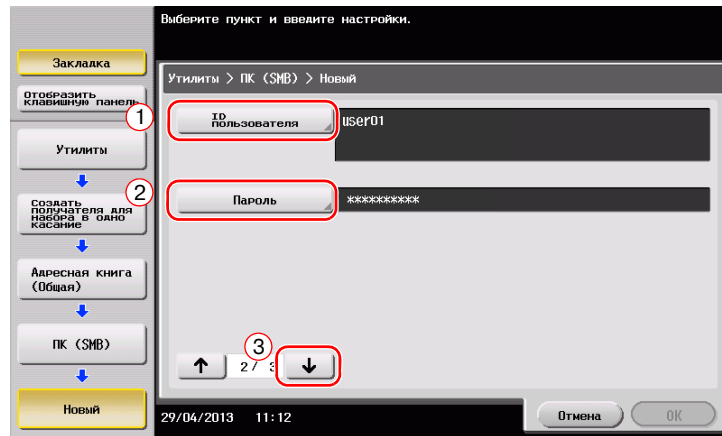 Выберите пункт и введите настройки.
Закладка
Отобразить
клавишную панель
Утилиты > ПК (SMB) > Новый
1
ID
пользователя
user01
Утилиты
2
Создать
получателя для
набора в одно
касание
Пароль
**********
Адресная книга
(Общая)
ПК (SMB)
3
2/ 3
Новый
29/04/2013 11:12
Отмена
OK